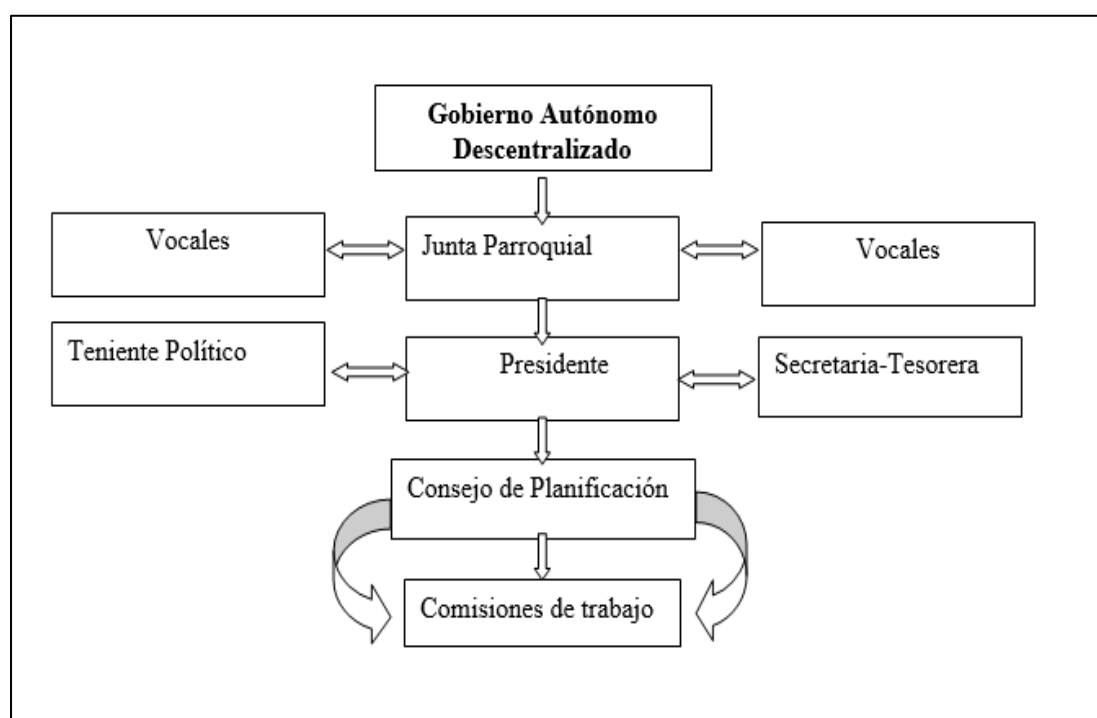 Gobierno Autónomo
Descentralizado
Vocales
Junta Parroquial
Vocales
Teniente Político
Presidente
Secretaria-Tesorera
Consejo de Planificación
Comisiones de trabajo